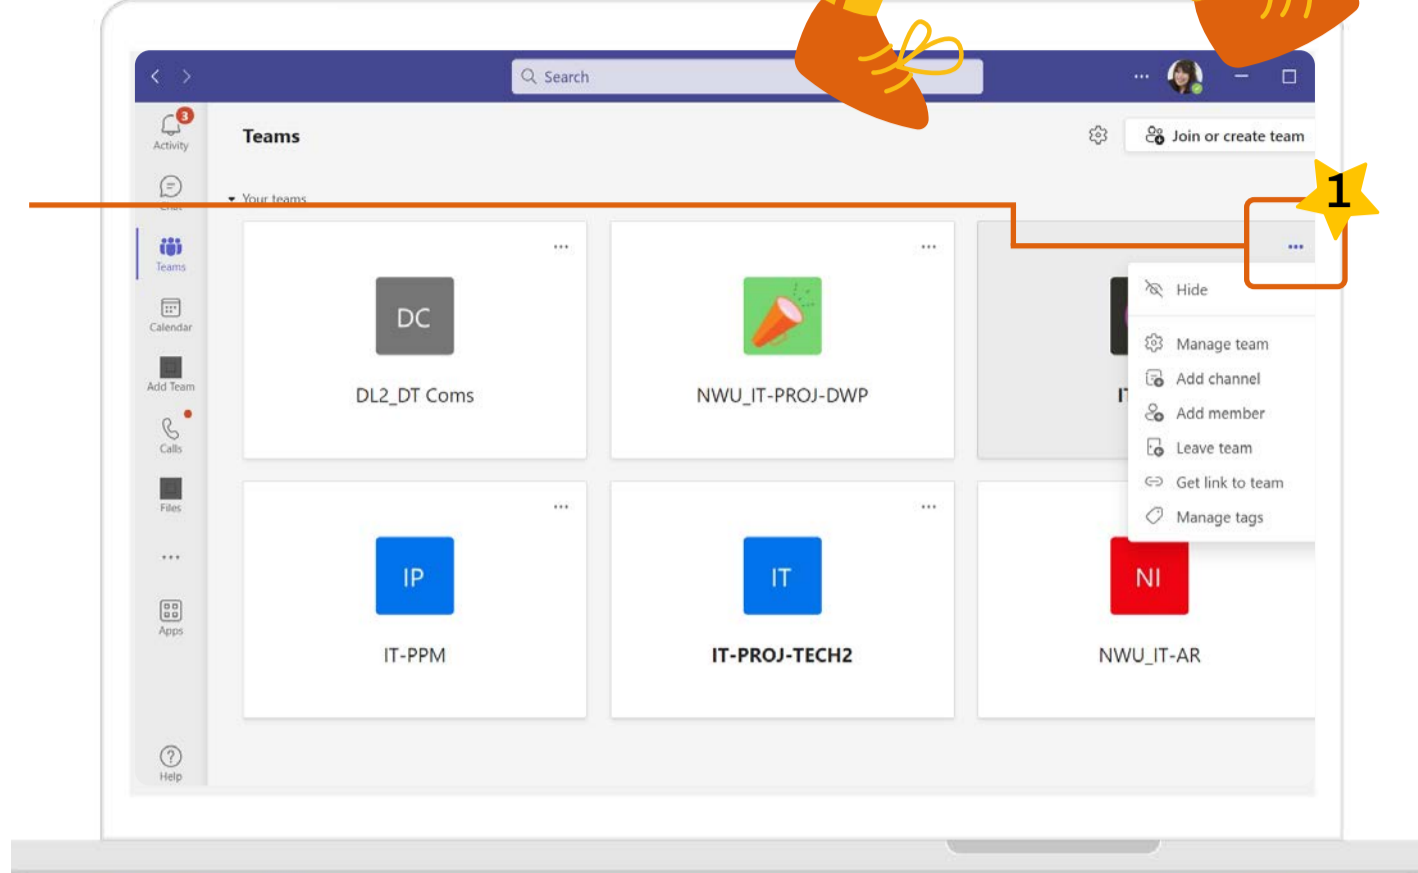 Search
3
Activity
Teams
Join or create team
1
Chat
Your teams
Teams
Hide
Calendar
DC
Manage team
Add channel
Add Team
DL2_DT Coms
NWU_IT-PROJ-DWP
Add member
Calls
Leave team
Get link to team
Files
Manage tags
IP
IT
NI
Apps
IT-PPM
IT-PROJ-TECH2
NWU_IT-AR
Help